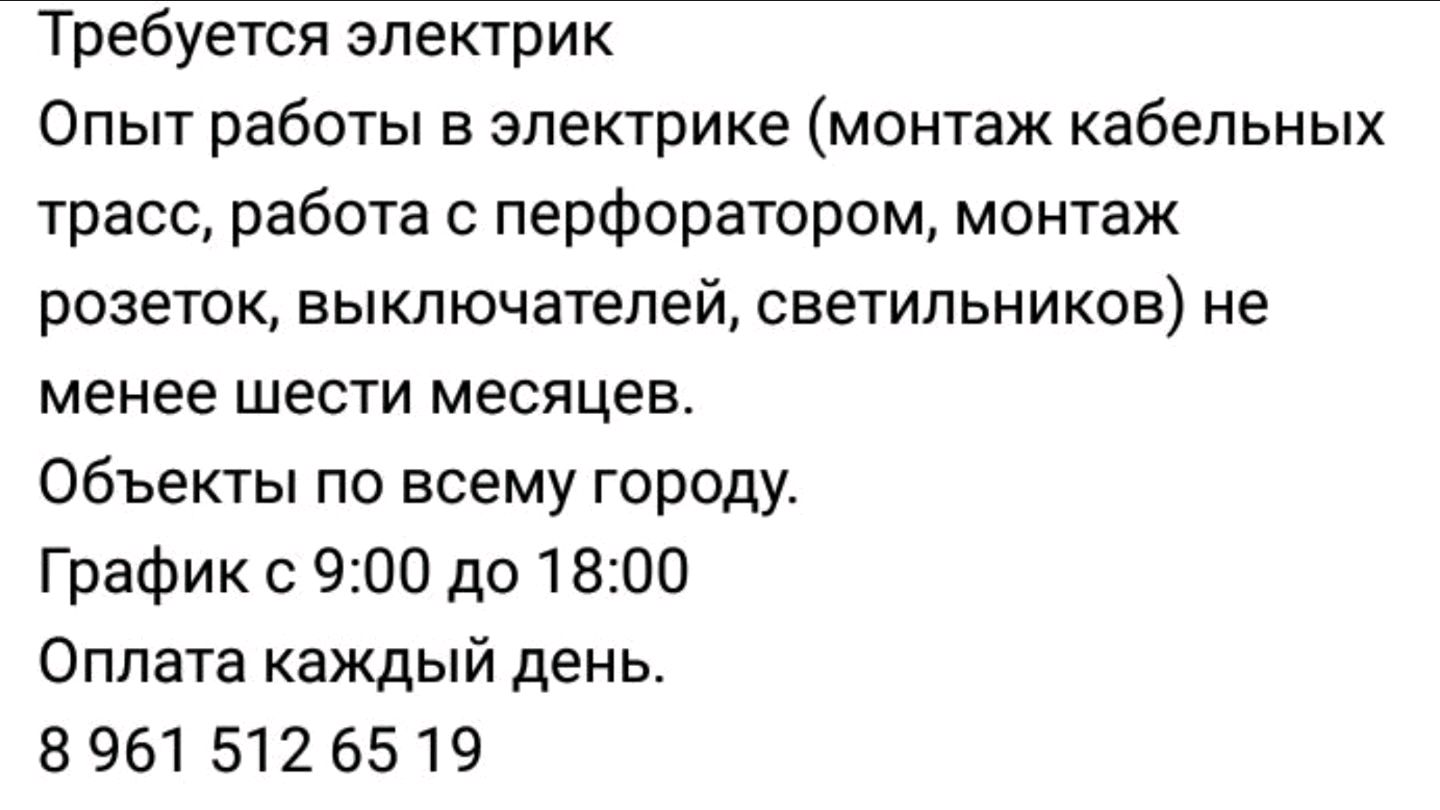 Требуется электрик
Опыт работы в электрике (монтаж кабельных
трасс, работа с перфоратором, монтаж
розеток, выключателей, светильников) не
менее шести месяцев.
Объекты по всему городу.
График с 9:00 до 18:00
Оплата каждый день.
8 961 512 65 19